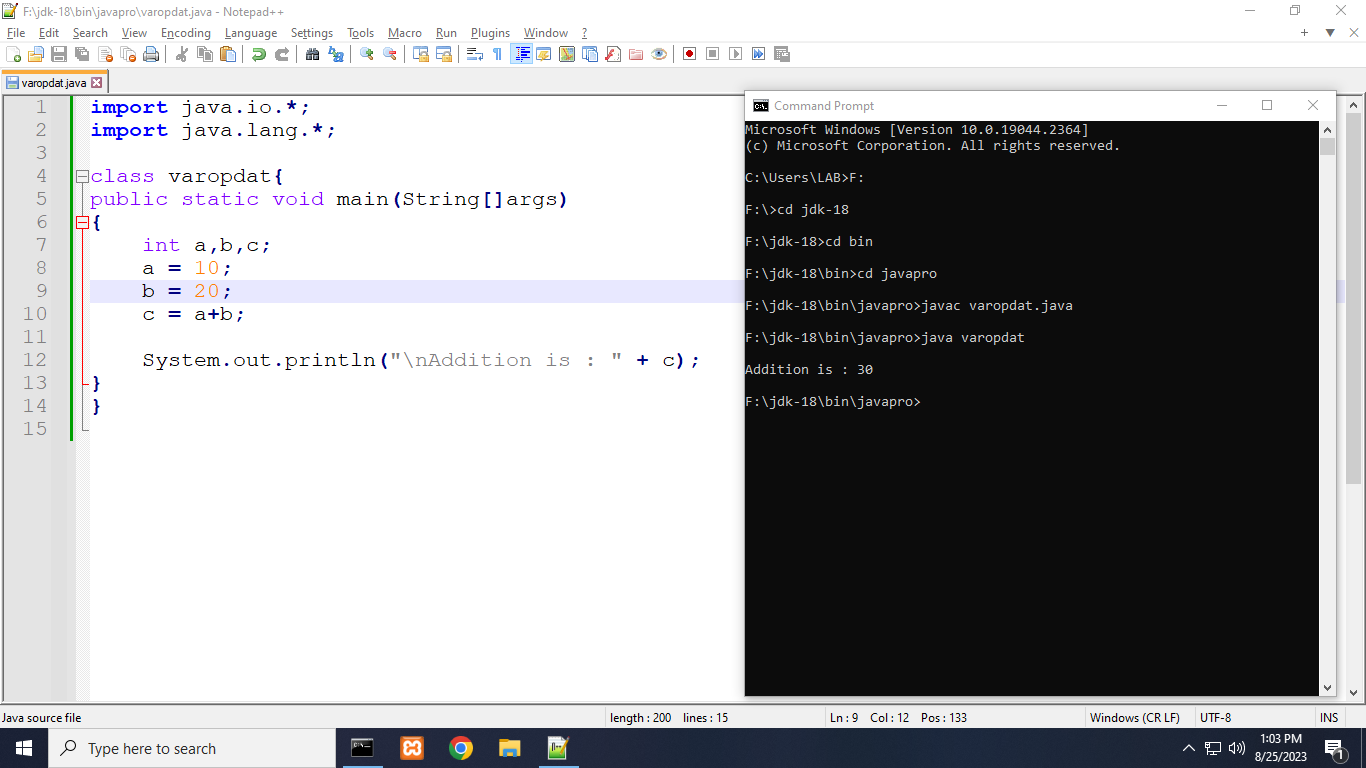 F:\jdk-18\bin\javapro\varopdat.java - Notepad++
File Edit Search View Encoding Language Settings Tools Macro Run Plugins Window ?
+ ▼ ✕
varopdat.java
1 import java.io.*;
2 import java.lang.*;
3
4 class varopdat{
5 public static void main(String[]args)
6 {
7 int a,b,c;
8 a = 10;
9 b = 20;
10 c = a+b;
11
12 System.out.println("\nAddition is : " + c);
13 }
14 }
15
Command Prompt
Microsoft Windows [Version 10.0.19044.2364]
(c) Microsoft Corporation. All rights reserved.
C:\Users\LAB>F:
F:\>cd jdk-18
F:\jdk-18>cd bin
F:\jdk-18\bin>cd javapro
F:\jdk-18\bin\javapro>javac varopdat.java
F:\jdk-18\bin\javapro>java varopdat
Addition is : 30
F:\jdk-18\bin\javapro>
Java source file length : 200 lines : 15 Ln : 9 Col : 12 Pos : 133 Windows (CR LF) UTF-8 INS
Type here to search
1:03 PM
8/25/2023
1